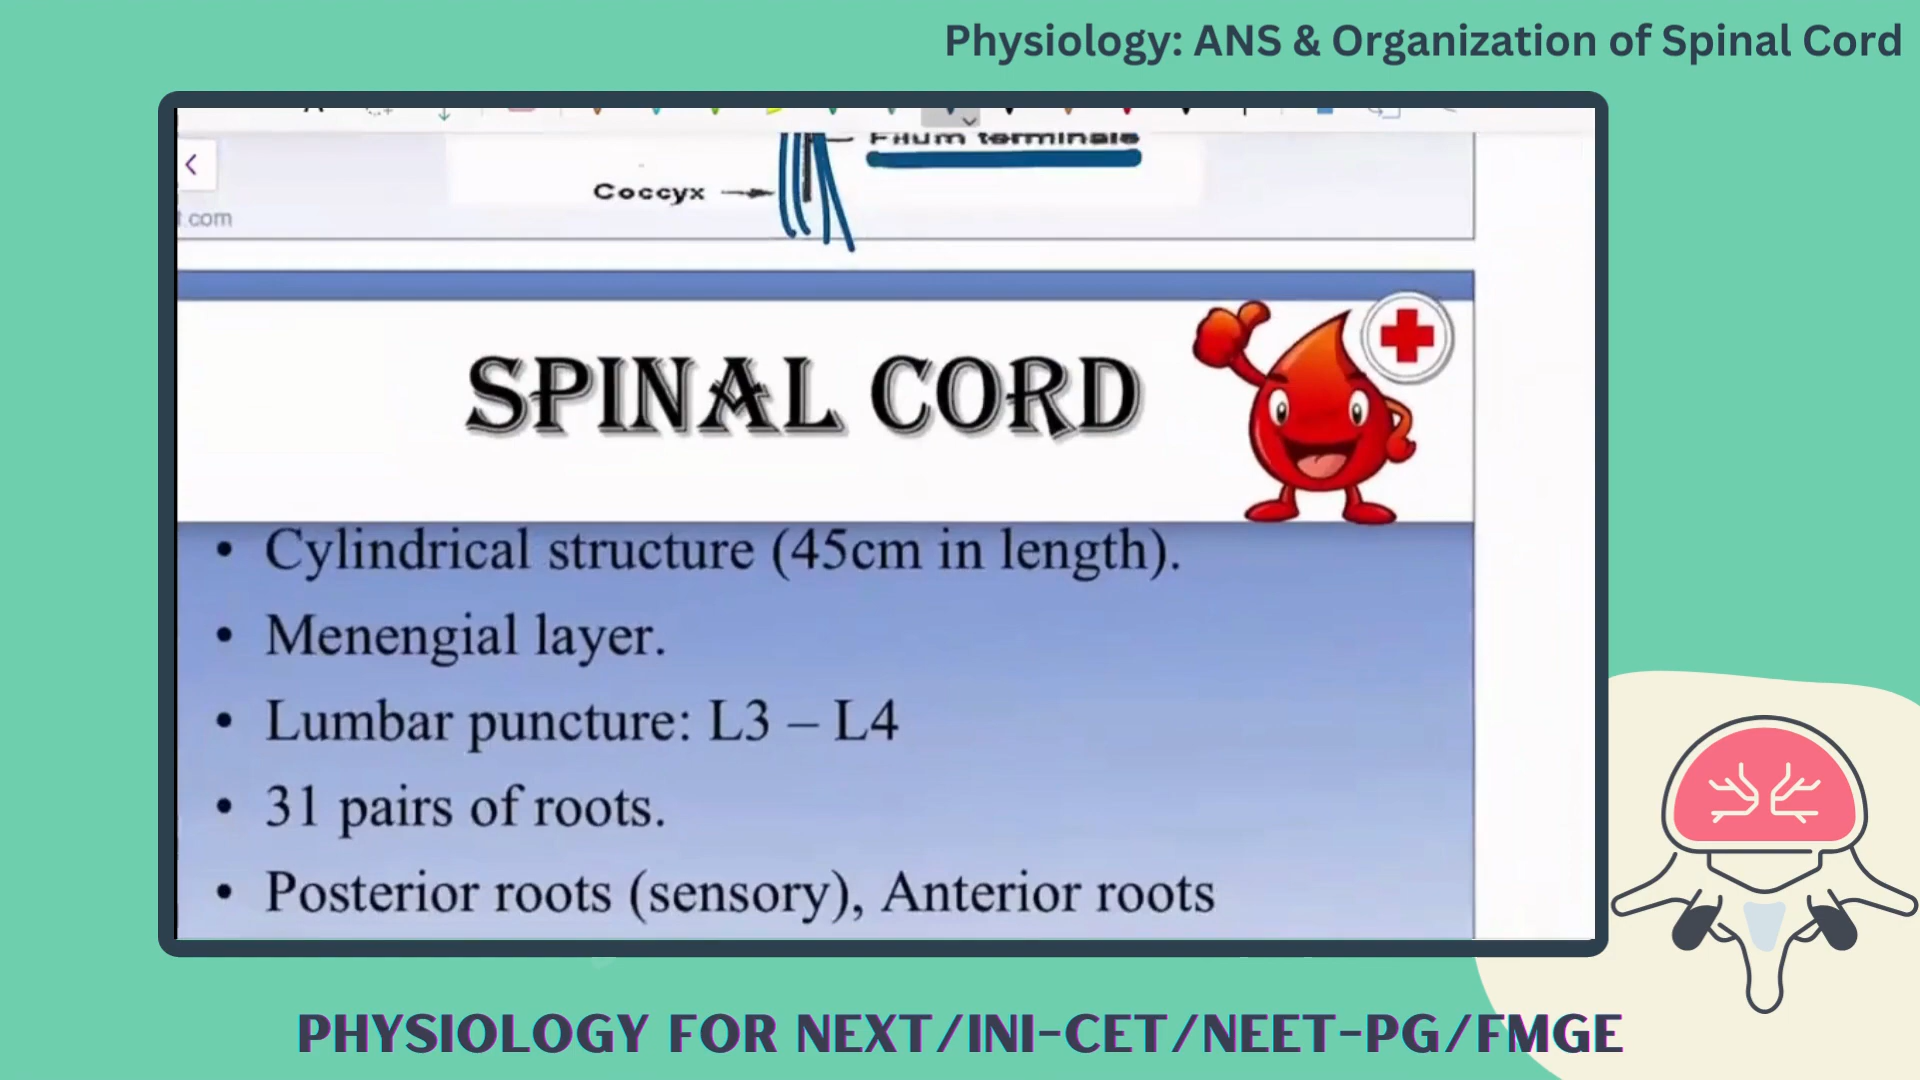 Physiology: ANS & Organization of Spinal Cord
Filum terminale
Coccyx
t.com
SPINAL CORD
• Cylindrical structure (45cm in length).
• Menengial layer.
• Lumbar puncture: L3 – L4
• 31 pairs of roots.
• Posterior roots (sensory), Anterior roots
PHYSIOLOGY FOR NEXT/INI-CET/NEET-PG/FMGE